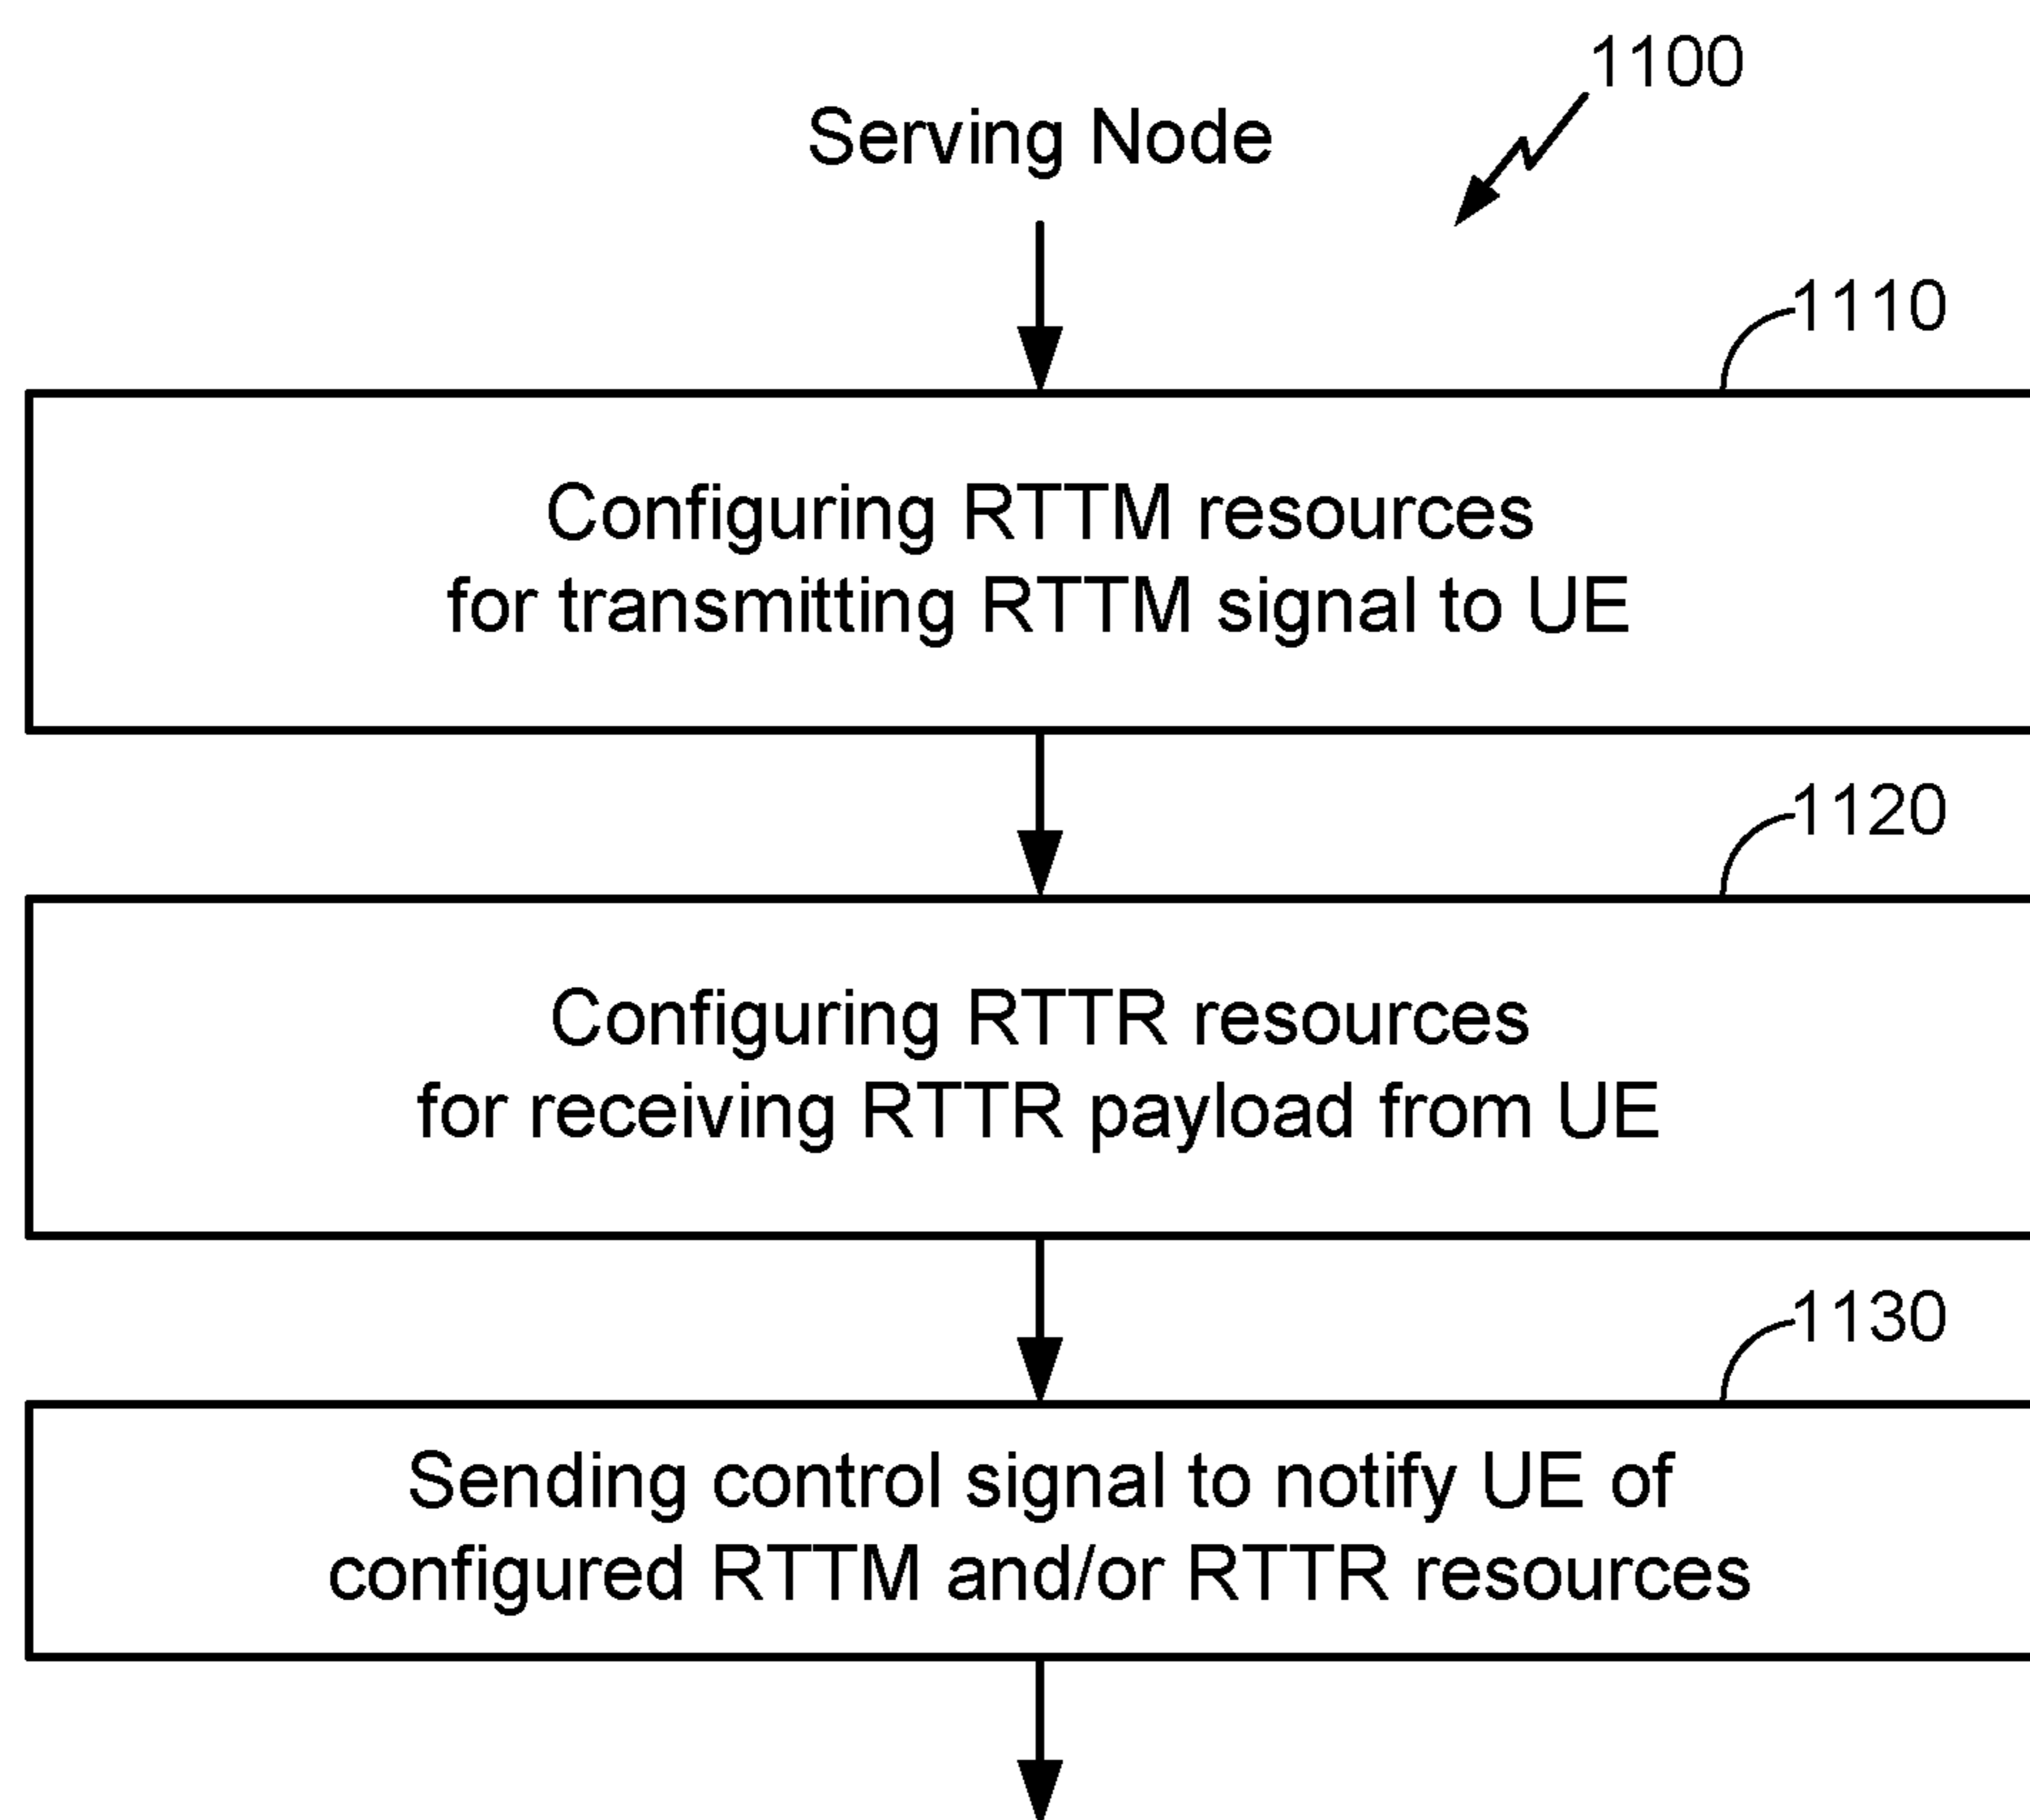 1100
Serving Node
1110
Configuring RTTM resources
for transmitting RTTM signal to UE
1120
Configuring RTTR resources
for receiving RTTR payload from UE
1130
Sending control signal to notify UE of
configured RTTM and/or RTTR resources